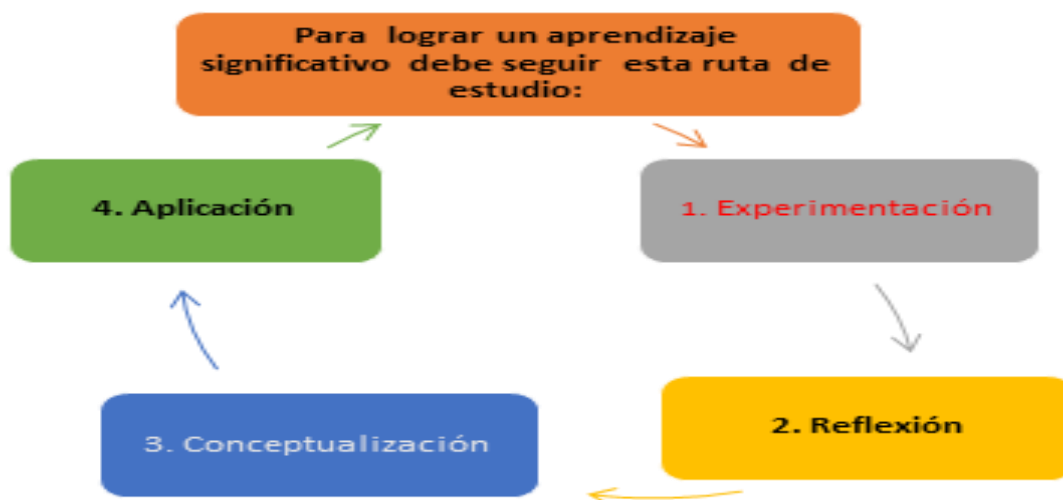 Para lograr un aprendizaje
significativo debe seguir esta ruta de
estudio:
1. Experimentación
2. Reflexión
3. Conceptualización
4. Aplicación